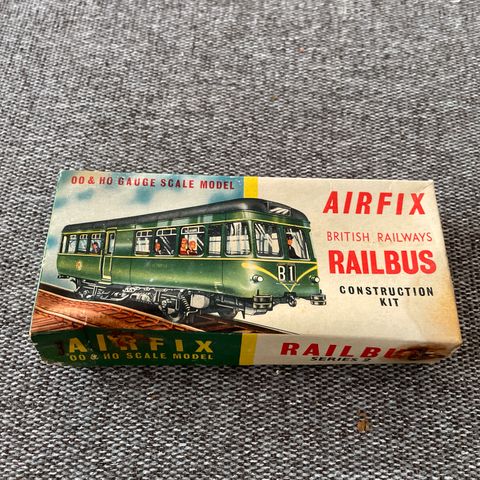 OO & HO GAUGE SCALE MODEL
AIRFIX
BRITISH RAILWAYS
RAILBUS
CONSTRUCTION
KIT
B1
AIRFIX
OO & HO SCALE MODEL
SERIES 2